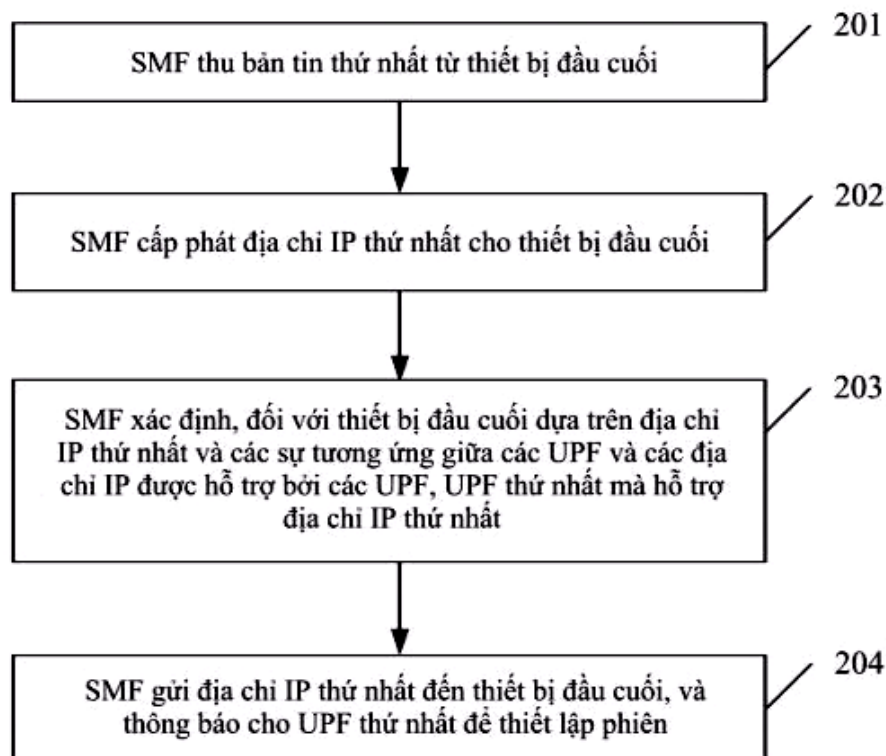 201
SMF thu bản tin thứ nhất từ thiết bị đầu cuối
202
SMF cấp phát địa chỉ IP thứ nhất cho thiết bị đầu cuối
203
SMF xác định, đối với thiết bị đầu cuối dựa trên địa chỉ
IP thứ nhất và các sự tương ứng giữa các UPF và các địa
chỉ IP được hỗ trợ bởi các UPF, UPF thứ nhất mà hỗ trợ
địa chỉ IP thứ nhất
204
SMF gửi địa chỉ IP thứ nhất đến thiết bị đầu cuối, và
thông báo cho UPF thứ nhất để thiết lập phiên